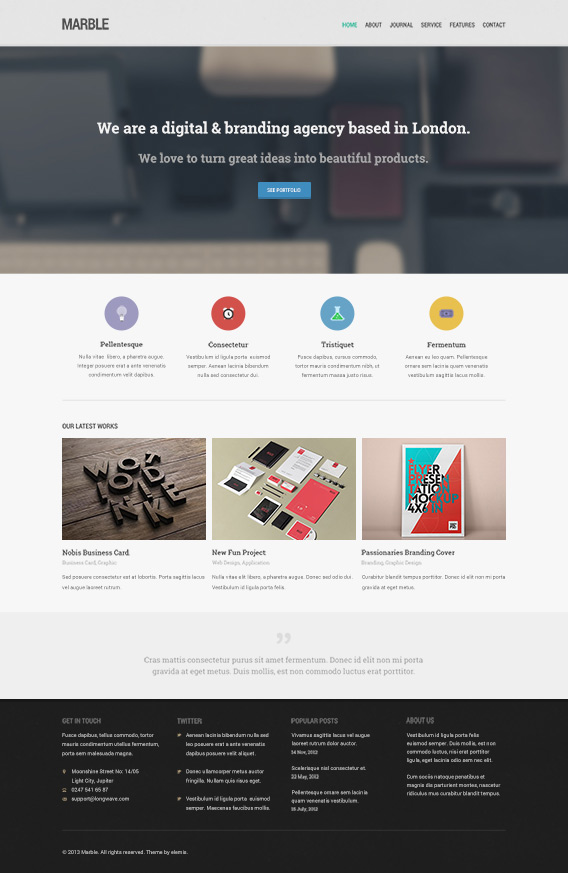 MARBLE
HOME ABOUT JOURNAL SERVICE FEATURES CONTACT
We are a digital & branding agency based in London.
We love to turn great ideas into beautiful products.
SEE PORTFOLIO
Pellentesque
Nulla vitae libero, a pharetra augue.
Integer posuere erat a ante venenatis
condimentum velit dapibus.
Consectetur
Vestibulum id ligula porta euismod
semper. Aenean lacinia bibendum
nulla sed consectetur dui.
Tristiquet
Fusce dapibus, cursus commodo,
tortor mauris condimentum nibh, ut
fermentum massa justo risus.
Fermentum
Aenean eu leo quam. Pellentesque
ornare sem lacinia quam venenatis
vestibulum sagittis lacus mollis.
OUR LATEST WORKS
FLYER
PRESEN
TATION
MOCKUP
4X6 IN
Nobis Business Card
Business Card, Graphic
Sed posuere consectetur est at lobortis. Porta sagittis lacus
vel augue laoreet rutrum.
New Fun Project
Web Design, Application
Nulla vitae elit libero, a pharetra augue. Donec sed odio dui.
Vestibulum id ligula porta felis.
Passionaries Branding Cover
Branding, Graphic Design
Curabitur blandit tempus porttitor. Donec id elit non mi porta
gravida at eget metus.
”
Cras mattis consectetur purus sit amet fermentum. Donec id elit non mi porta
gravida at eget metus. Duis mollis, est non commodo luctus erat porttitor.
GET IN TOUCH
Fusce dapibus, tellus commodo, tortor
mauris condimentum utellus fermentum,
porta sem malesuada magna.
Moonshine Street No: 14/05
Light City, Jupiter
0247 541 65 87
support@longwave.com
TWITTER
Aenean lacinia bibendum nulla sed
leo posuere erat a ante venenatis
dapibus posuere velit aliquet.
Donec ullamcorper metus auctor
fringilla. Nullam quis risus eget.
Vestibulum id ligula porta euismod
semper. Maecenas faucibus mollis.
POPULAR POSTS
Vivamus sagittis lacus vel augue
laoreet rutrum dolor auctor.
24 Nov, 2012
Scelerisque nisl consectetur et.
23 May, 2012
Pellentesque ornare sem lacinia
quam venenatis vestibulum.
15 July, 2012
ABOUT US
Vestibulum id ligula porta felis
euismod semper. Duis mollis, est non
commodo luctus, nisi erat porttitor
ligula, eget lacinia odio sem nec elit.
Cum sociis natoque penatibus et
magnis dis parturient montes, nascetur
ridiculus mus curabitur blandit tempus.
© 2013 Marble. All rights reserved. Theme by elemis.